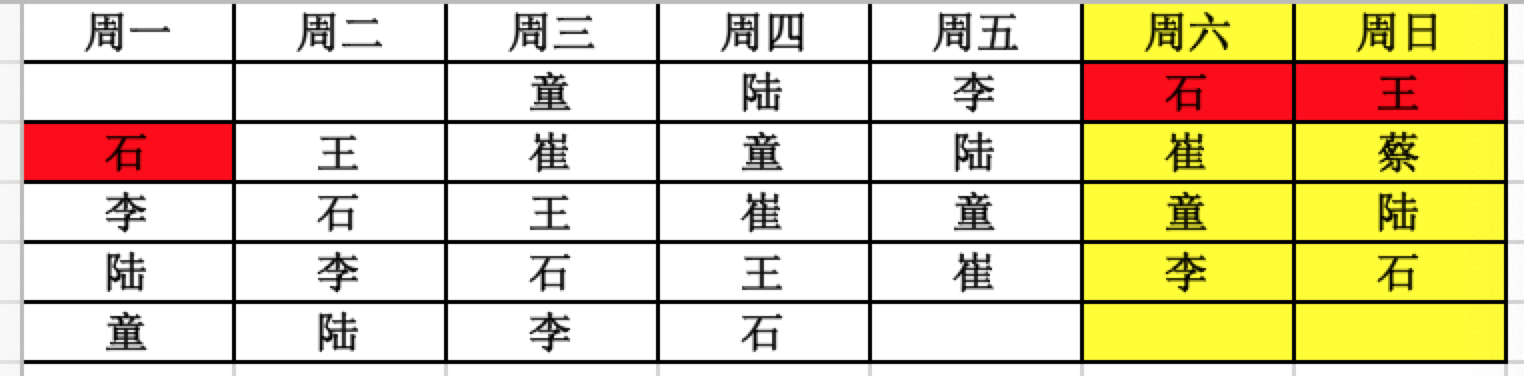 周一 周二 周三 周四 周五 周六 周日
童 陆 李 石 王
石 王 崔 童 陆 崔 蔡
李 石 王 崔 童 童 陆
陆 李 石 王 崔 李 石
童 陆 李 石